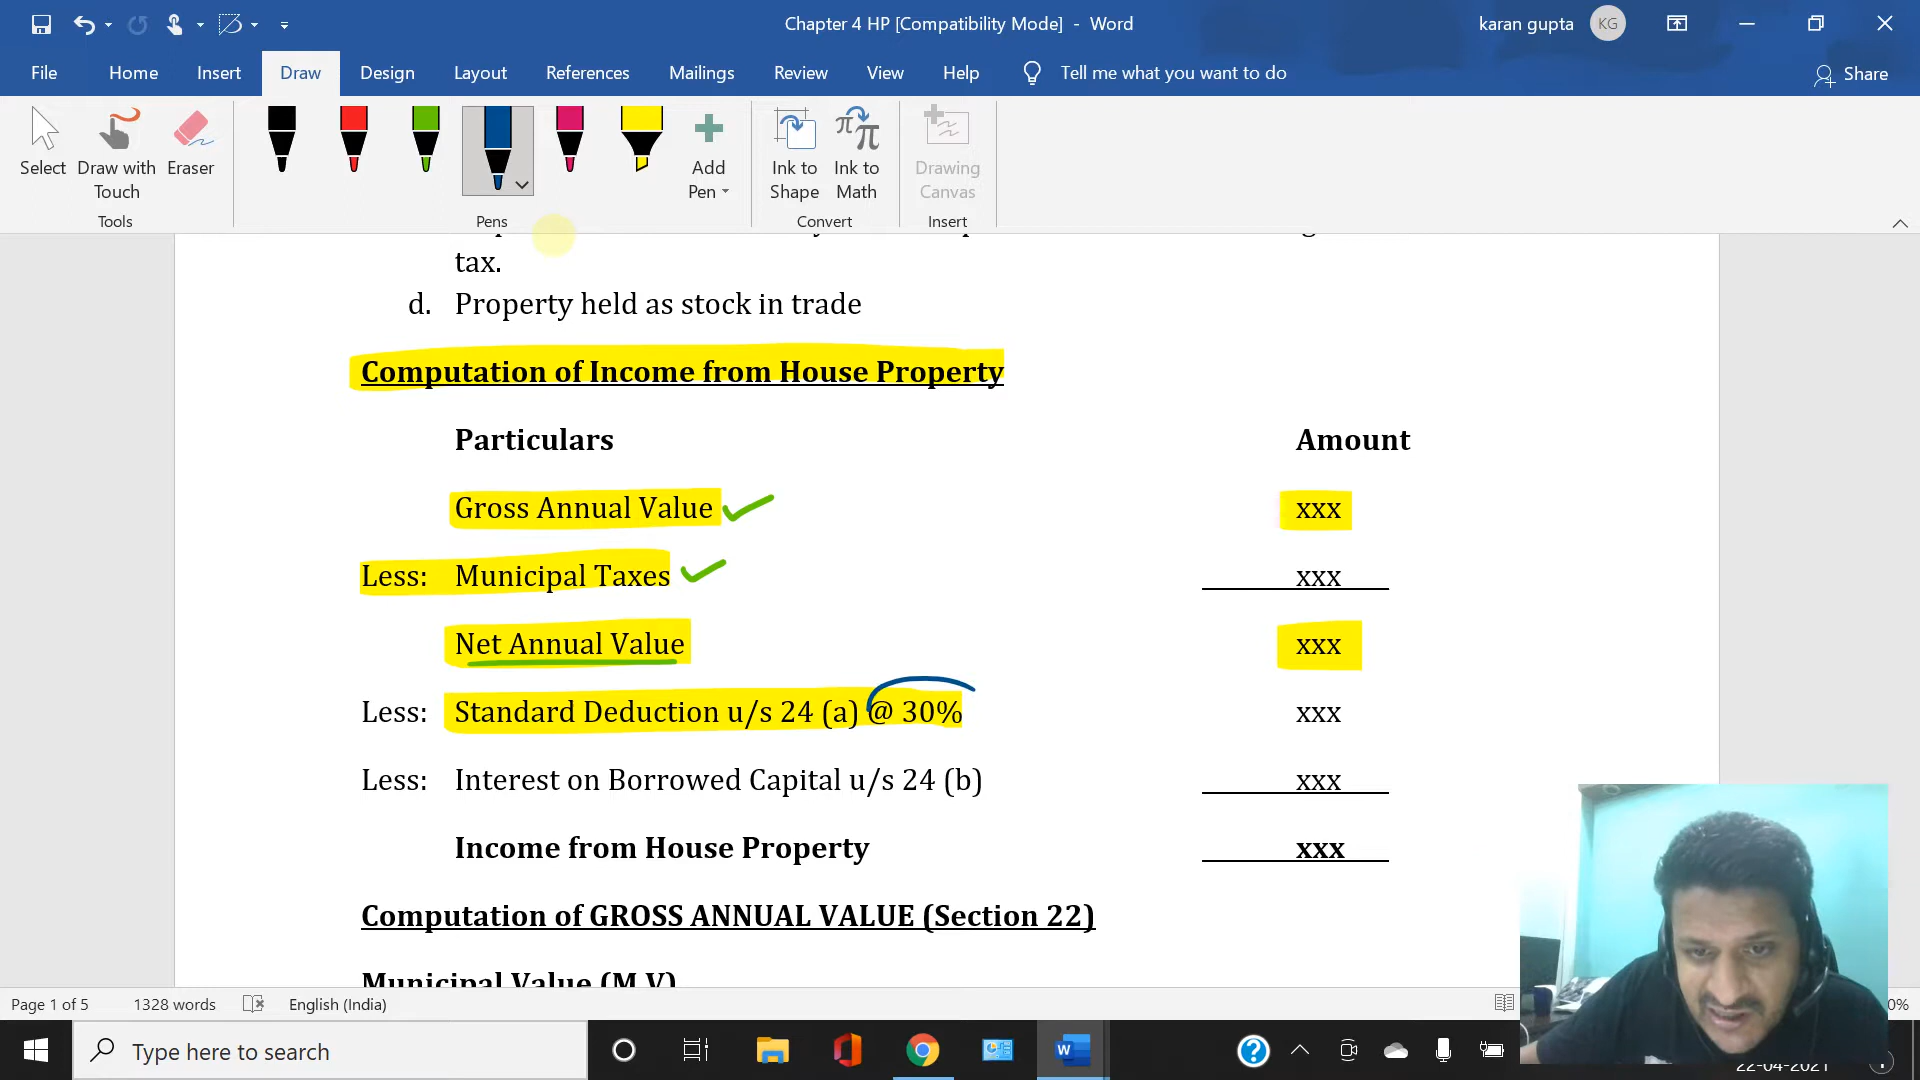 Chapter 4 HP [Compatibility Mode] - Word
karan gupta
KG
File Home Insert Draw Design Layout References Mailings Review View Help Tell me what you want to do Share
Select
Draw with Touch
Eraser
Add Pen
Ink to Shape
Ink to Math
Drawing Canvas
Tools
Pens
Convert
Insert
tax.
d. Property held as stock in trade
Computation of Income from House Property
Particulars Amount
Gross Annual Value xxx
Less: Municipal Taxes xxx
Net Annual Value xxx
Less: Standard Deduction u/s 24 (a) @ 30% xxx
Less: Interest on Borrowed Capital u/s 24 (b) xxx
Income from House Property xxx
Computation of GROSS ANNUAL VALUE (Section 22)
Municipal Value (M.V)
Page 1 of 5 1328 words English (India) 0%
Type here to search
22-04-2021